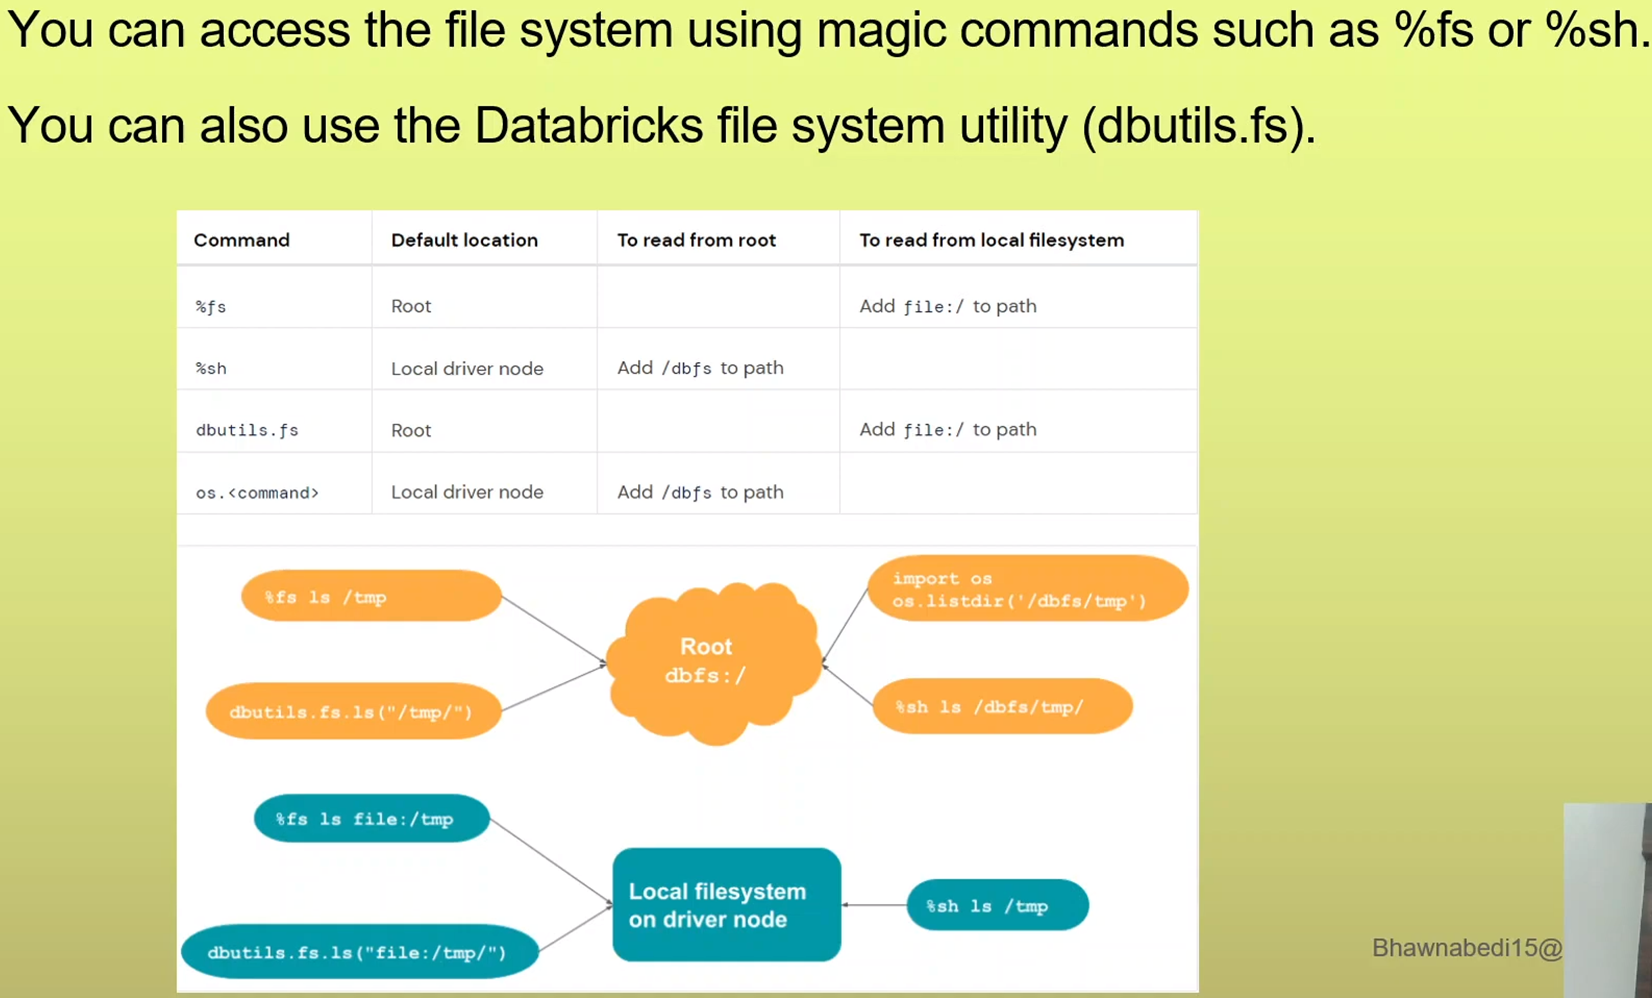 You can access the file system using magic commands such as %fs or %sh.
You can also use the Databricks file system utility (dbutils.fs).
Command Default location To read from root To read from local filesystem
%fs Root Add file:/ to path
%sh Local driver node Add /dbfs to path
dbutils.fs Root Add file:/ to path
os.<command> Local driver node Add /dbfs to path
%fs ls /tmp
dbutils.fs.ls("/tmp/")
Root
dbfs:/
import os
os.listdir('/dbfs/tmp')
%sh ls /dbfs/tmp/
%fs ls file:/tmp
dbutils.fs.ls("file:/tmp/")
Local filesystem
on driver node
%sh ls /tmp
Bhawnabedi15@